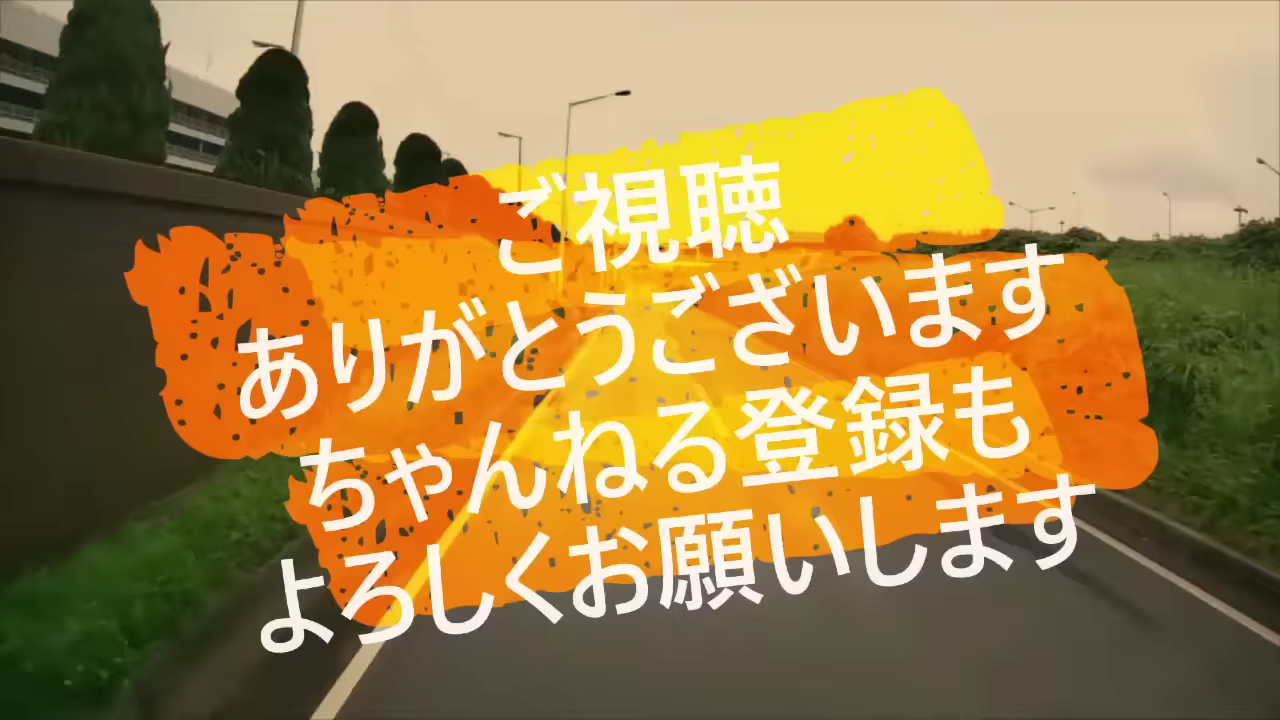 ご視聴
ありがとうございます
ちゃんねる登録も
よろしくお願いします